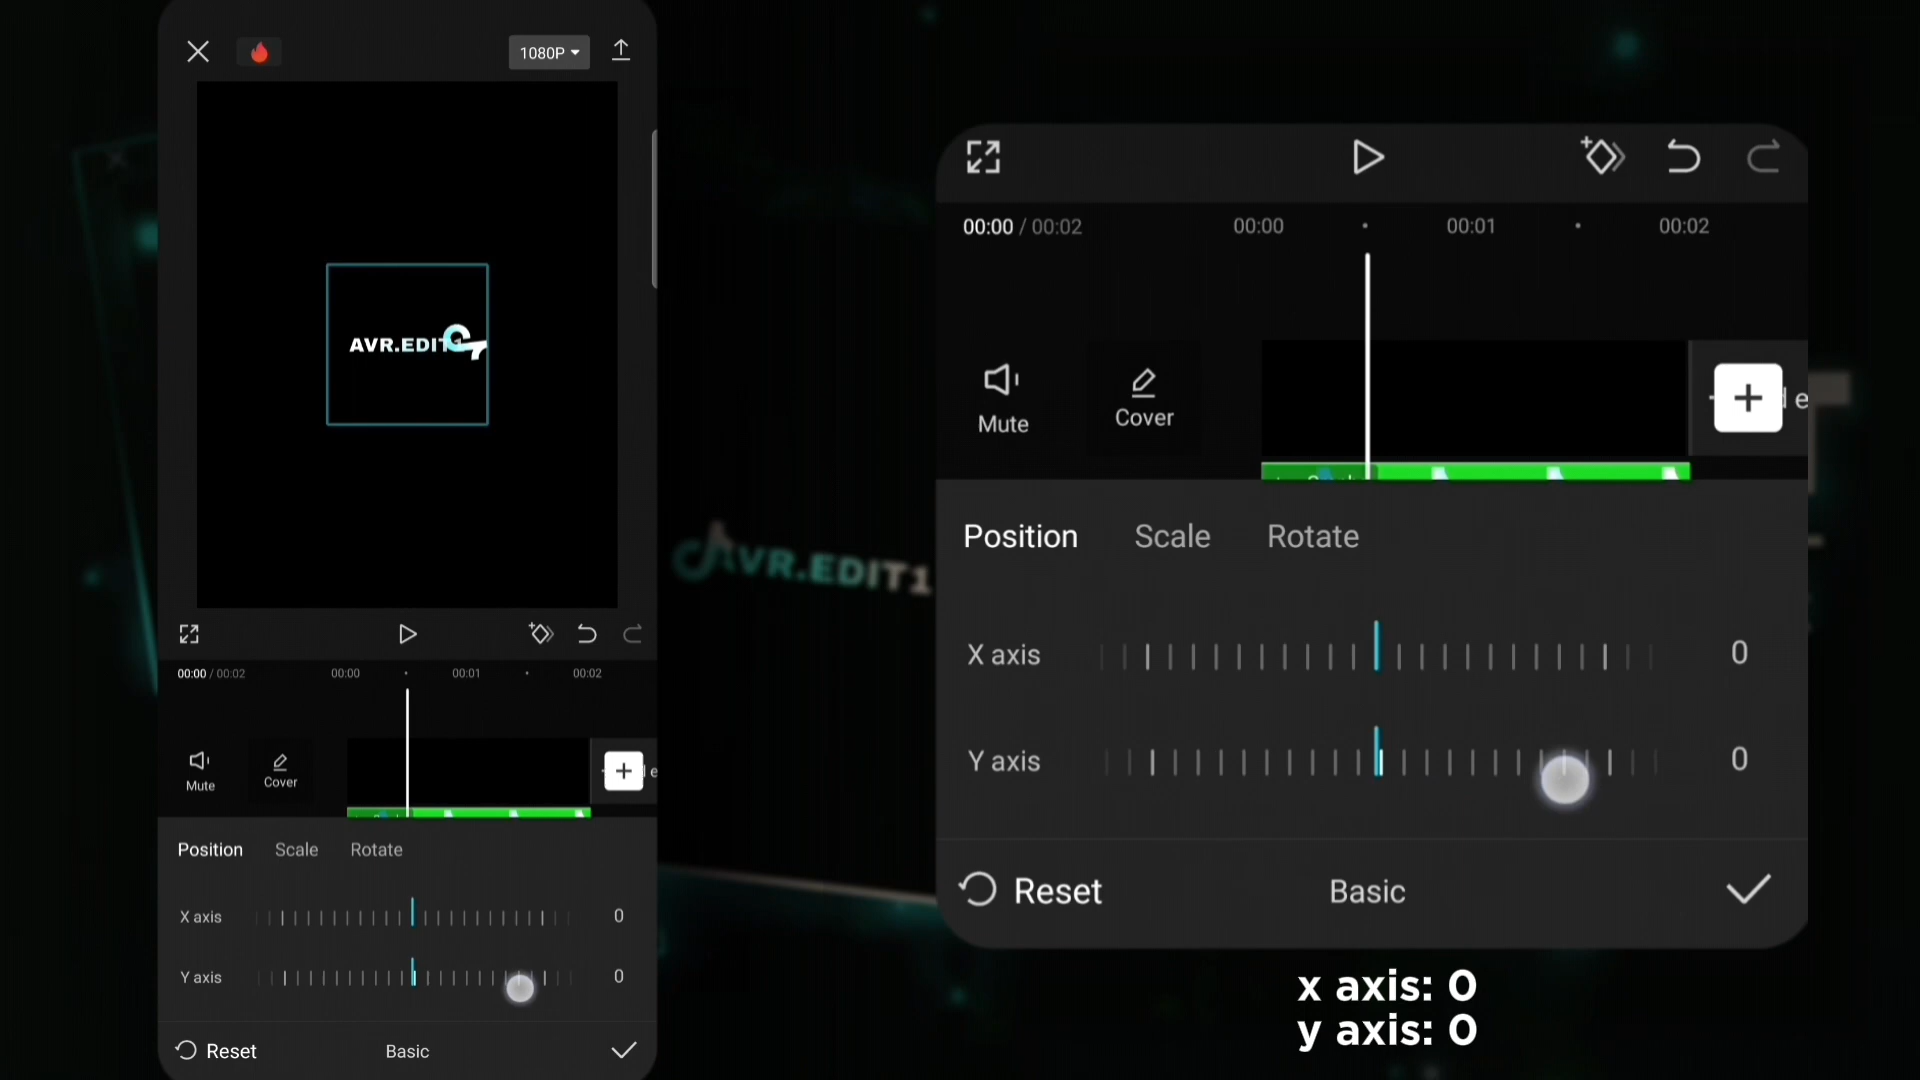 1080P
AVR.EDIT1
00:00 / 00:02
00:00
00:01
00:02
Mute
Cover
e
Position
Scale
Rotate
X axis
0
Y axis
0
Reset
Basic
AVR.EDIT1
00:00 / 00:02
00:00
00:01
00:02
Mute
Cover
e
Position
Scale
Rotate
X axis
0
Y axis
0
Reset
Basic
x axis: 0
y axis: 0